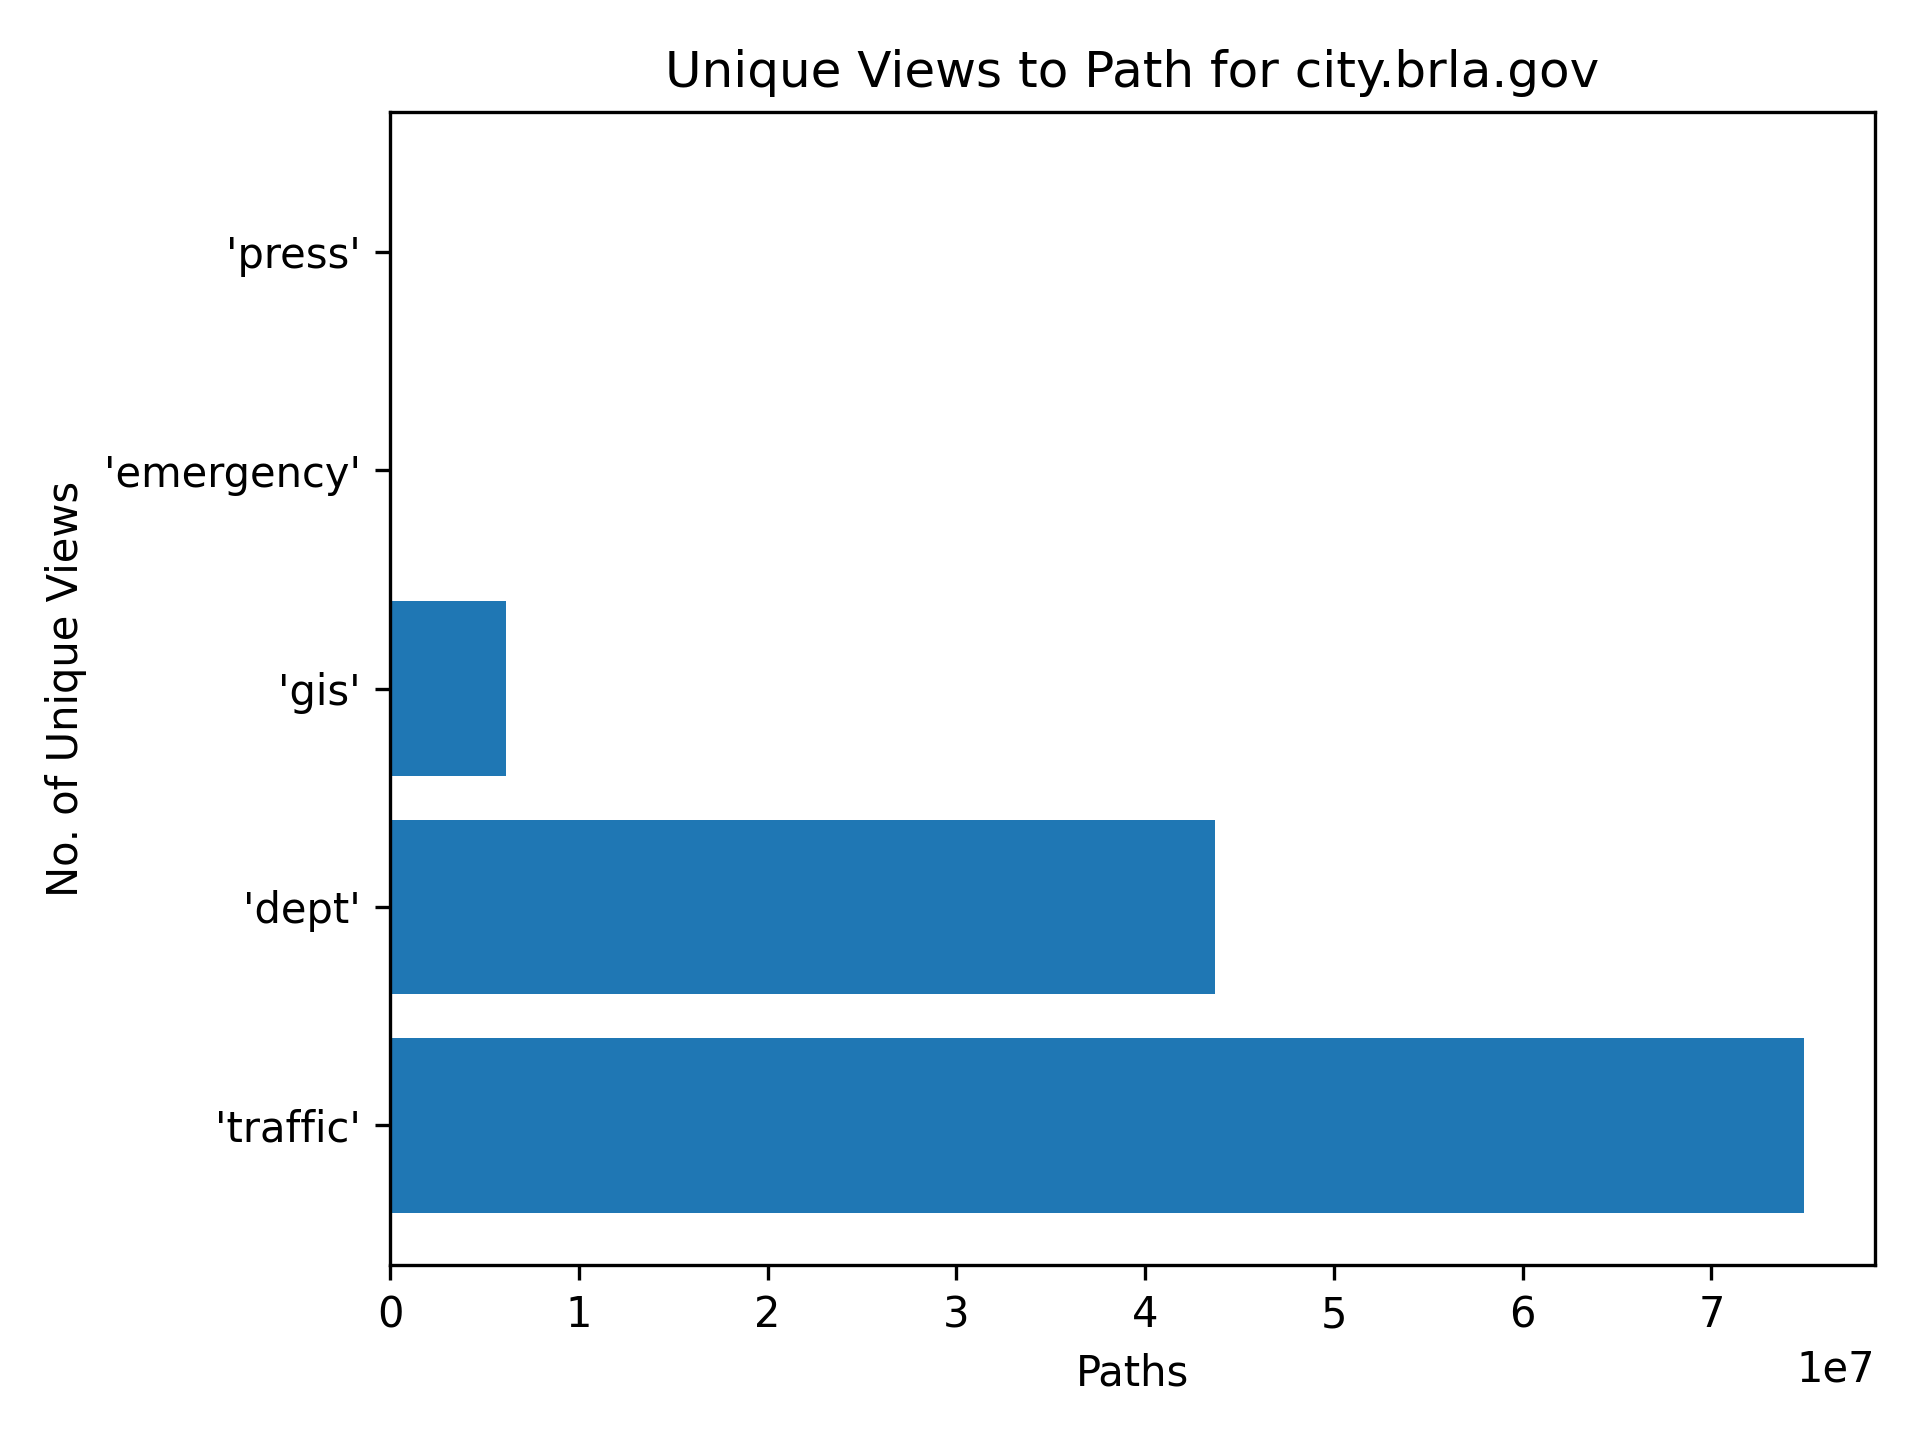 Unique Views to Path for city.brla.gov
'press'
'emergency'
'gis'
'dept'
'traffic'
No. of Unique Views
0 1 2 3 4 5 6 7
1e7
Paths